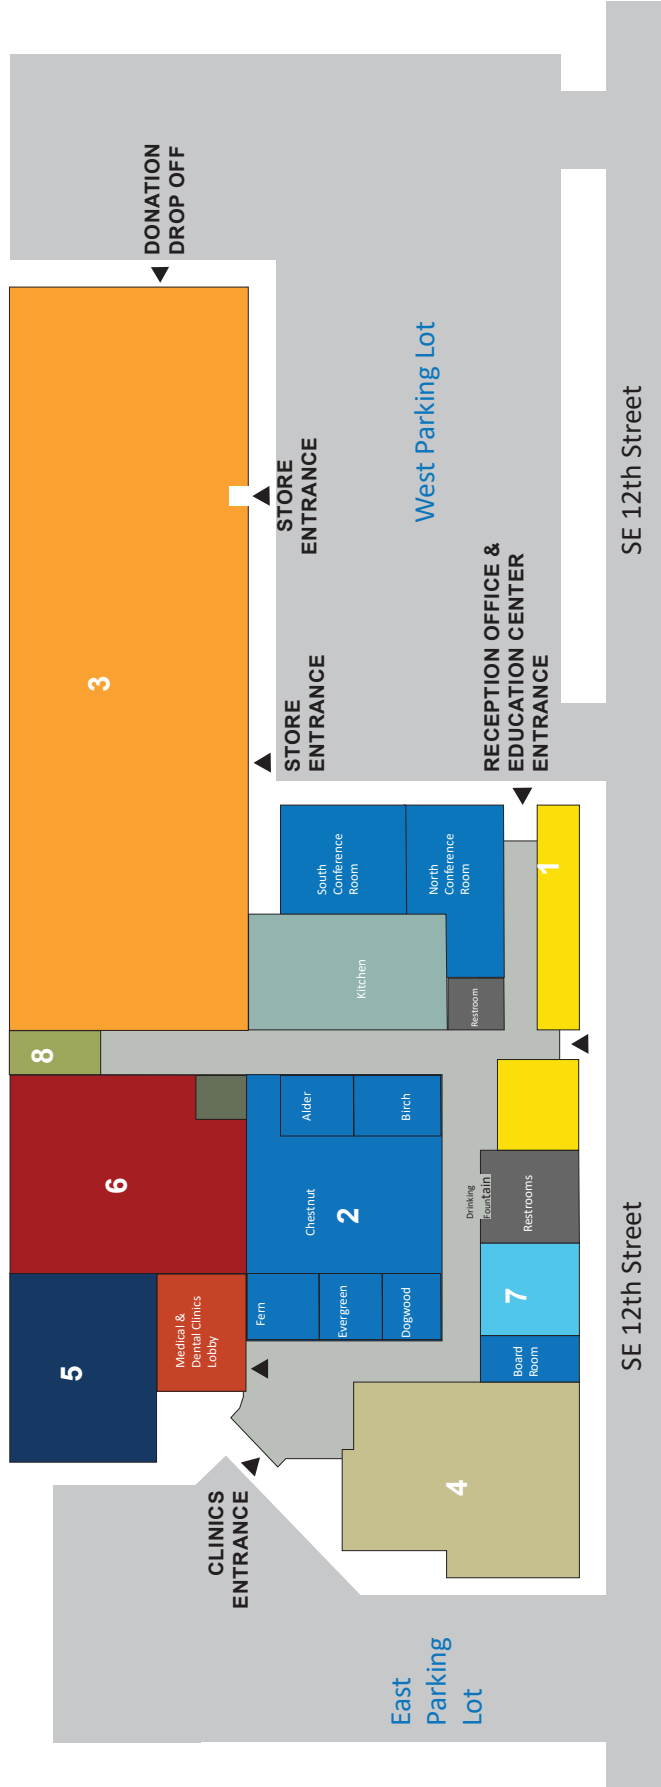 5
6
8
3
Medical &
Dental Clinics
Lobby
DONATION
DROP OFF
CLINICS
ENTRANCE
Fern
Evergreen
Dogwood
Chestnut
2
Alder
Birch
STORE
ENTRANCE
STORE
ENTRANCE
South
Conference
Room
Kitchen
North
Conference
Room
Restroom
West Parking Lot
East
Parking
Lot
4
Drinking
Fountain
Restrooms
7
Board
Room
1
RECEPTION OFFICE &
EDUCATION CENTER
ENTRANCE
SE 12th Street
SE 12th Street